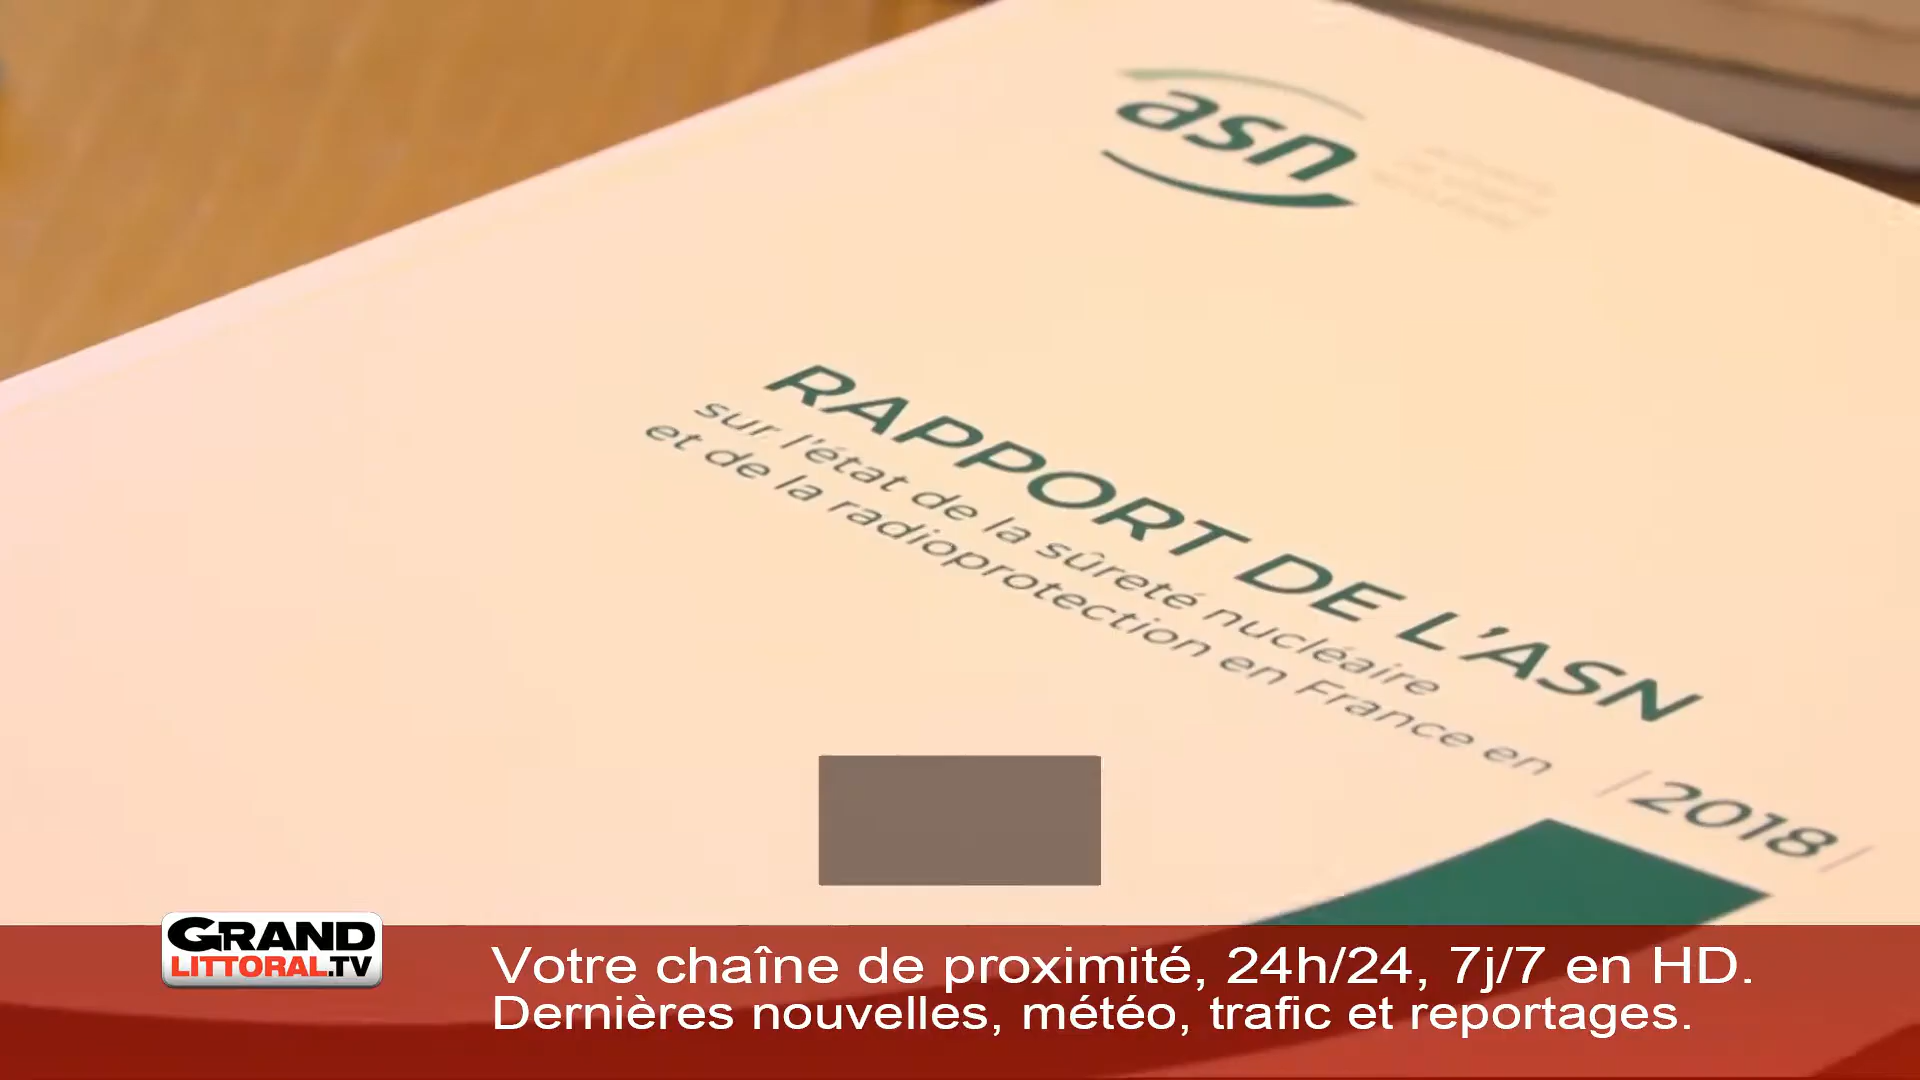 asn
RAPPORT DE L'ASN
sur l'état de la sûreté nucléaire
et de la radioprotection en France en
/2018/
GRAND
LITTORAL.TV
Votre chaîne de proximité, 24h/24, 7j/7 en HD.
Dernières nouvelles, météo, trafic et reportages.